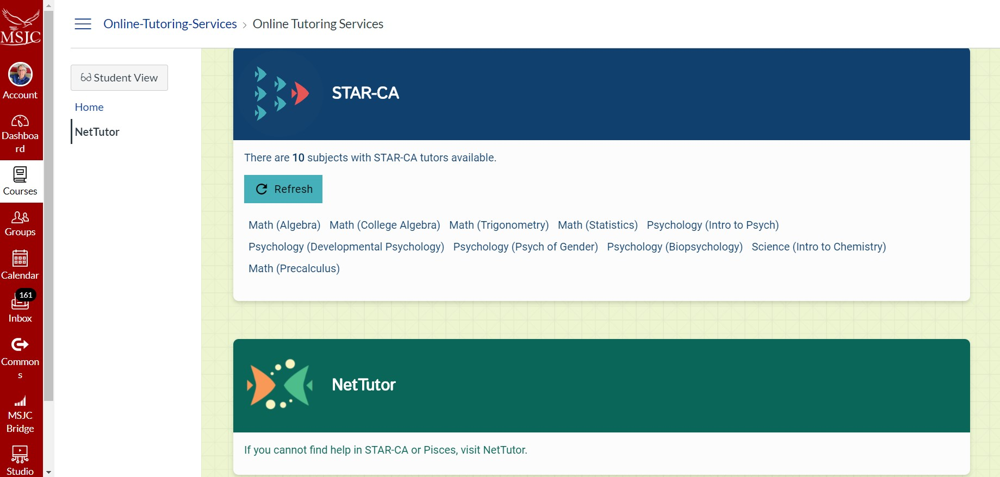 MSJC
Account
Dashboa
rd
Courses
Groups
Calendar
161
Inbox
Common
s
MSJC
Bridge
Studio
Online-Tutoring-Services › Online Tutoring Services
Student View
Home
NetTutor
STAR-CA
There are 10 subjects with STAR-CA tutors available.
Refresh
Math (Algebra) Math (College Algebra) Math (Trigonometry) Math (Statistics) Psychology (Intro to Psych)
Psychology (Developmental Psychology) Psychology (Psych of Gender) Psychology (Biopsychology) Science (Intro to Chemistry)
Math (Precalculus)
NetTutor
If you cannot find help in STAR-CA or Pisces, visit NetTutor.